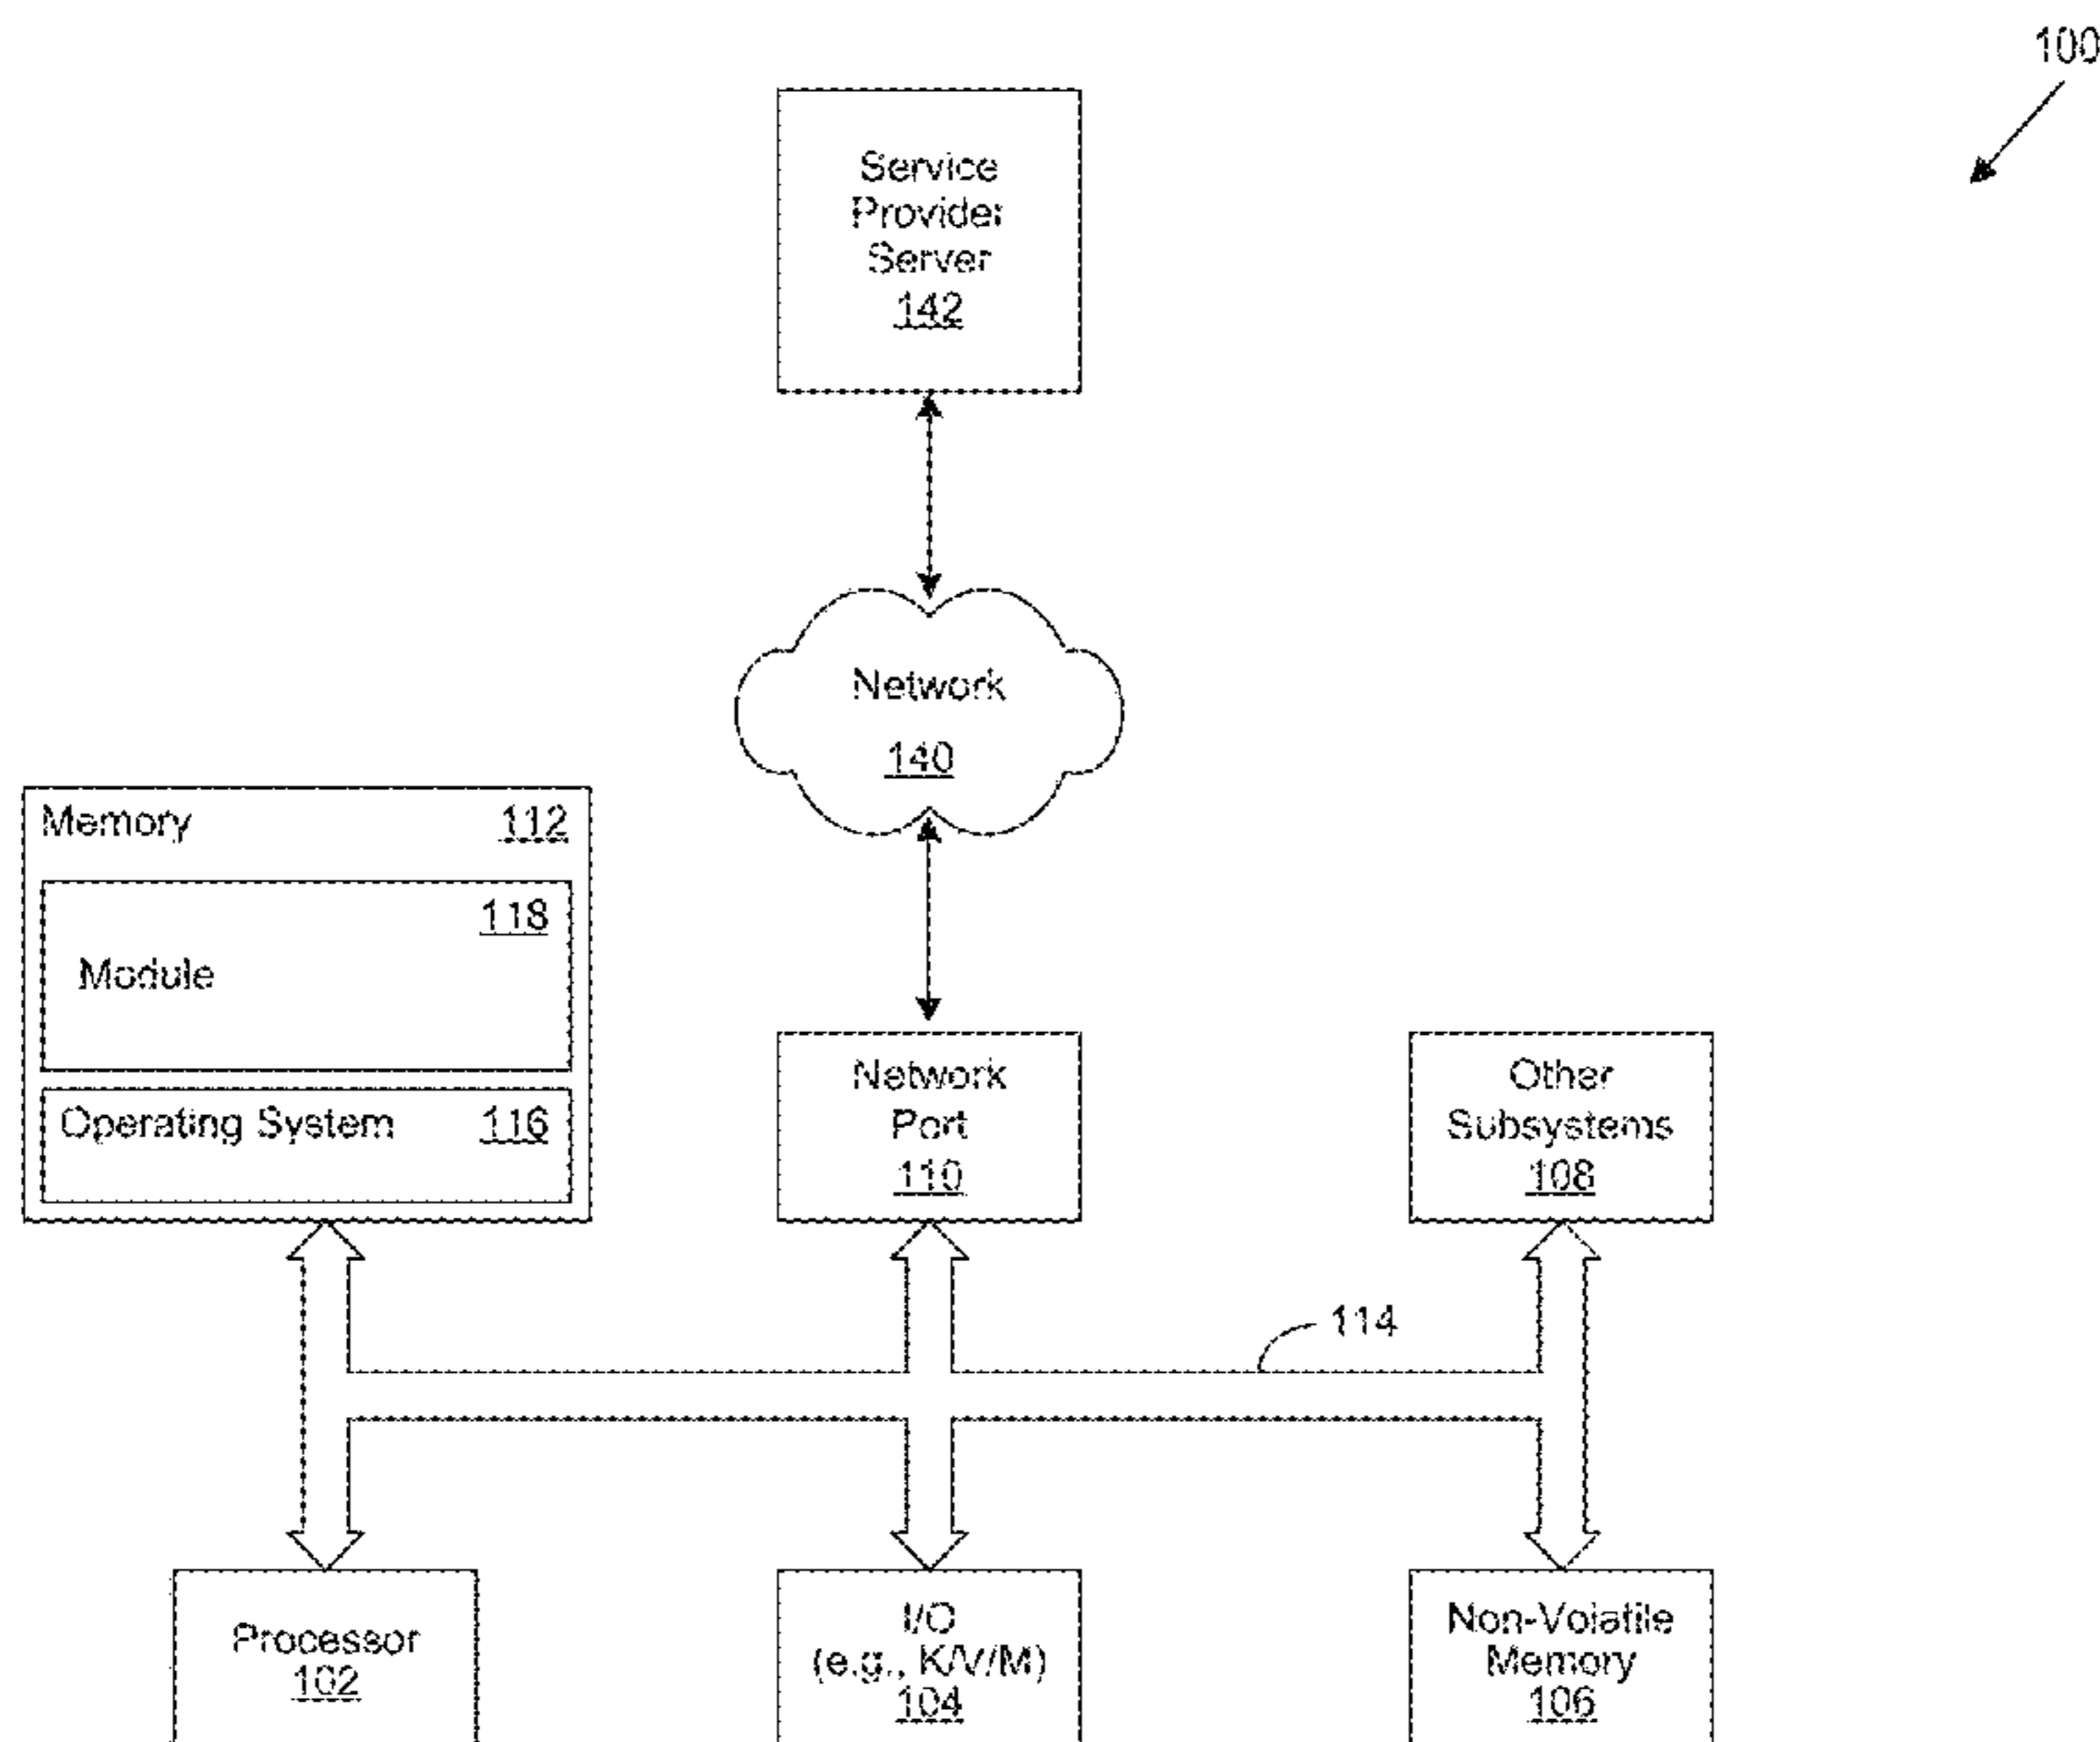 100
Service
Provider
Server
142
Network
140
Memory 112
118
Module
Operating System 116
Network
Port
110
Other
Subsystems
108
114
Processor
102
I/O
(e.g., K/V/M)
104
Non-Volatile
Memory
106